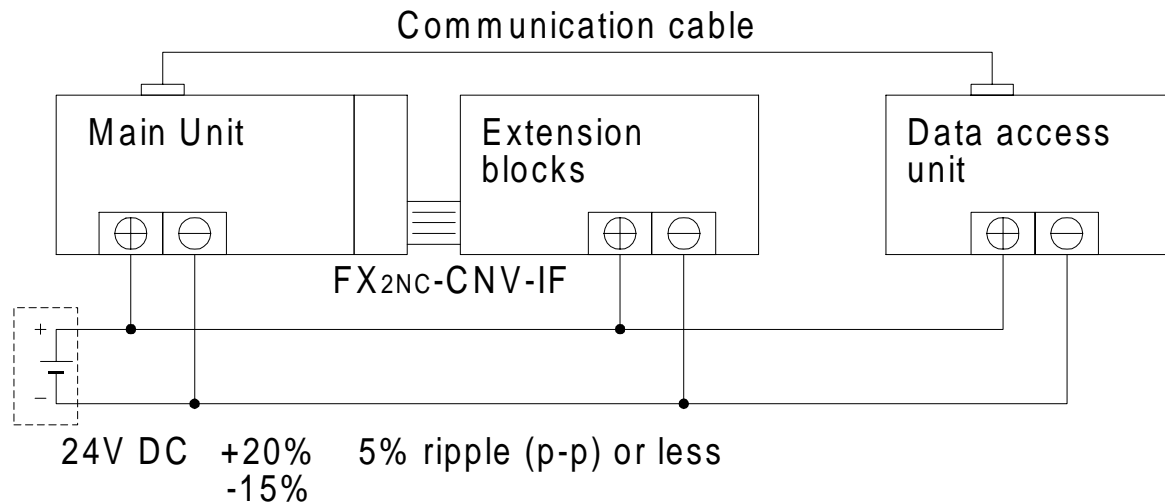 Communication cable
Main Unit
Extension
blocks
Data access
unit
FX2NC-CNV-IF
+
−
24V DC +20% 5% ripple (p-p) or less
-15%